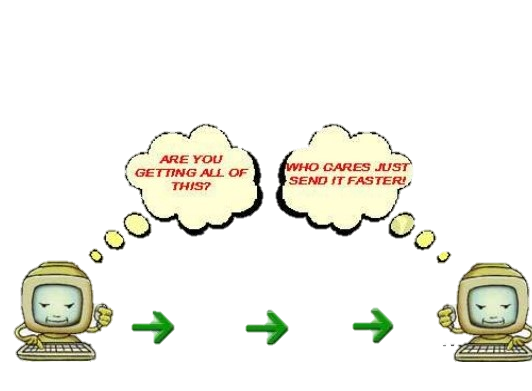 ARE YOU
GETTING ALL OF
THIS?
WHO CARES JUST
SEND IT FASTER!